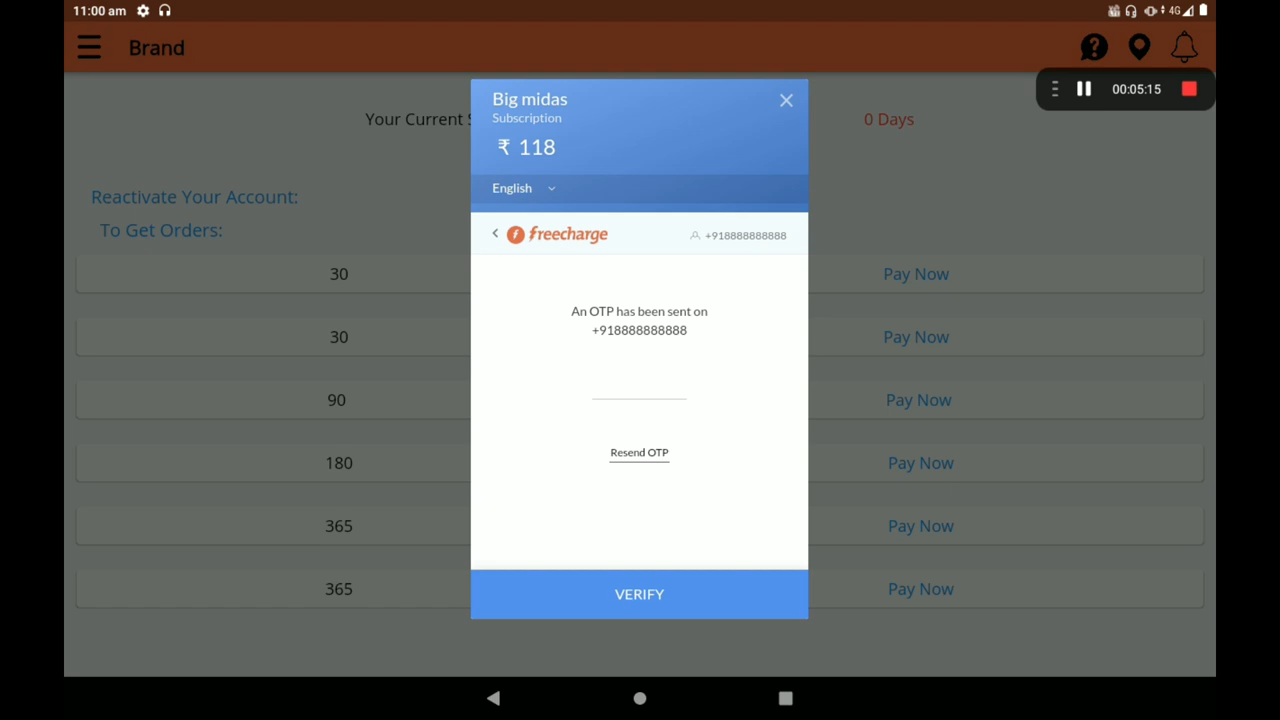 11:00 am
4G
Brand
00:05:15
Big midas
Subscription
₹ 118
English
Your Current S
0 Days
Reactivate Your Account:
To Get Orders:
freecharge
+918888888888
An OTP has been sent on
+918888888888
Resend OTP
VERIFY
30 Pay Now
30 Pay Now
90 Pay Now
180 Pay Now
365 Pay Now
365 Pay Now